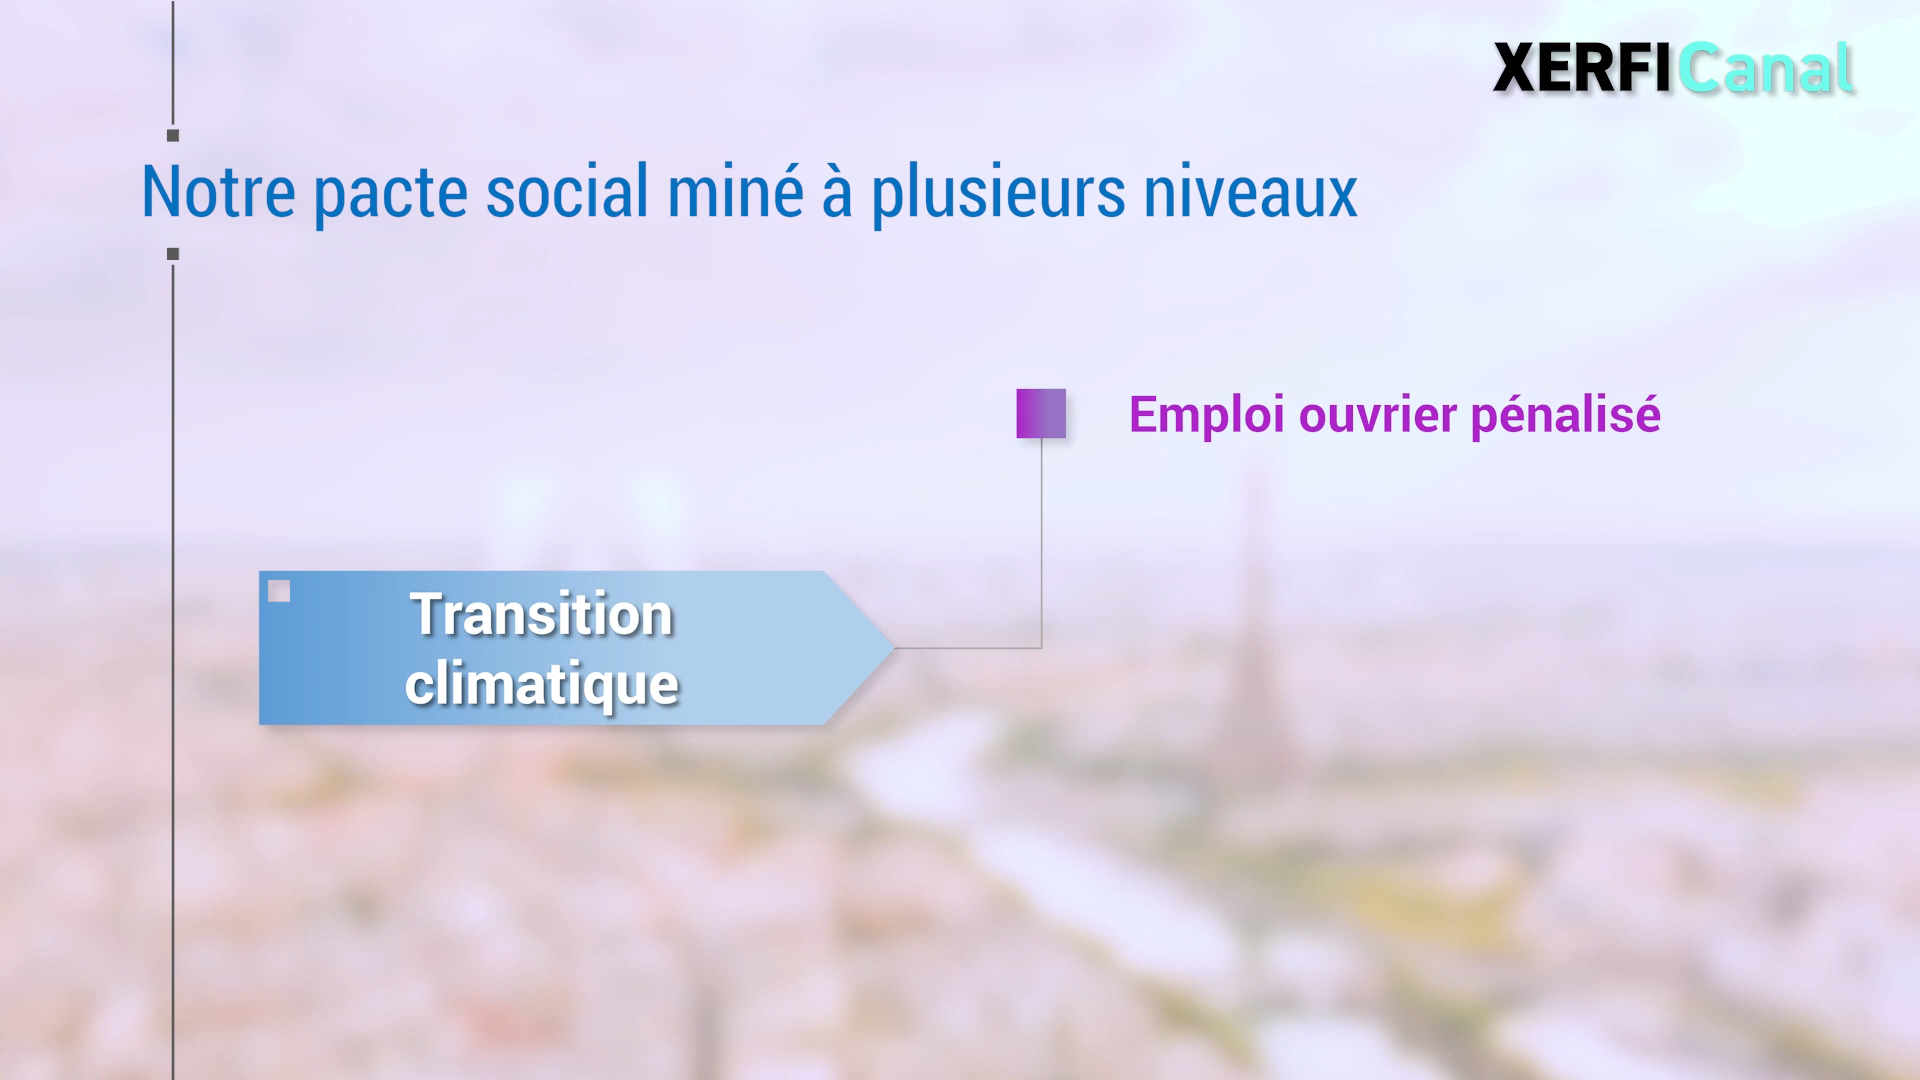 XERFI Canal
Notre pacte social miné à plusieurs niveaux
Emploi ouvrier pénalisé
Transition
climatique